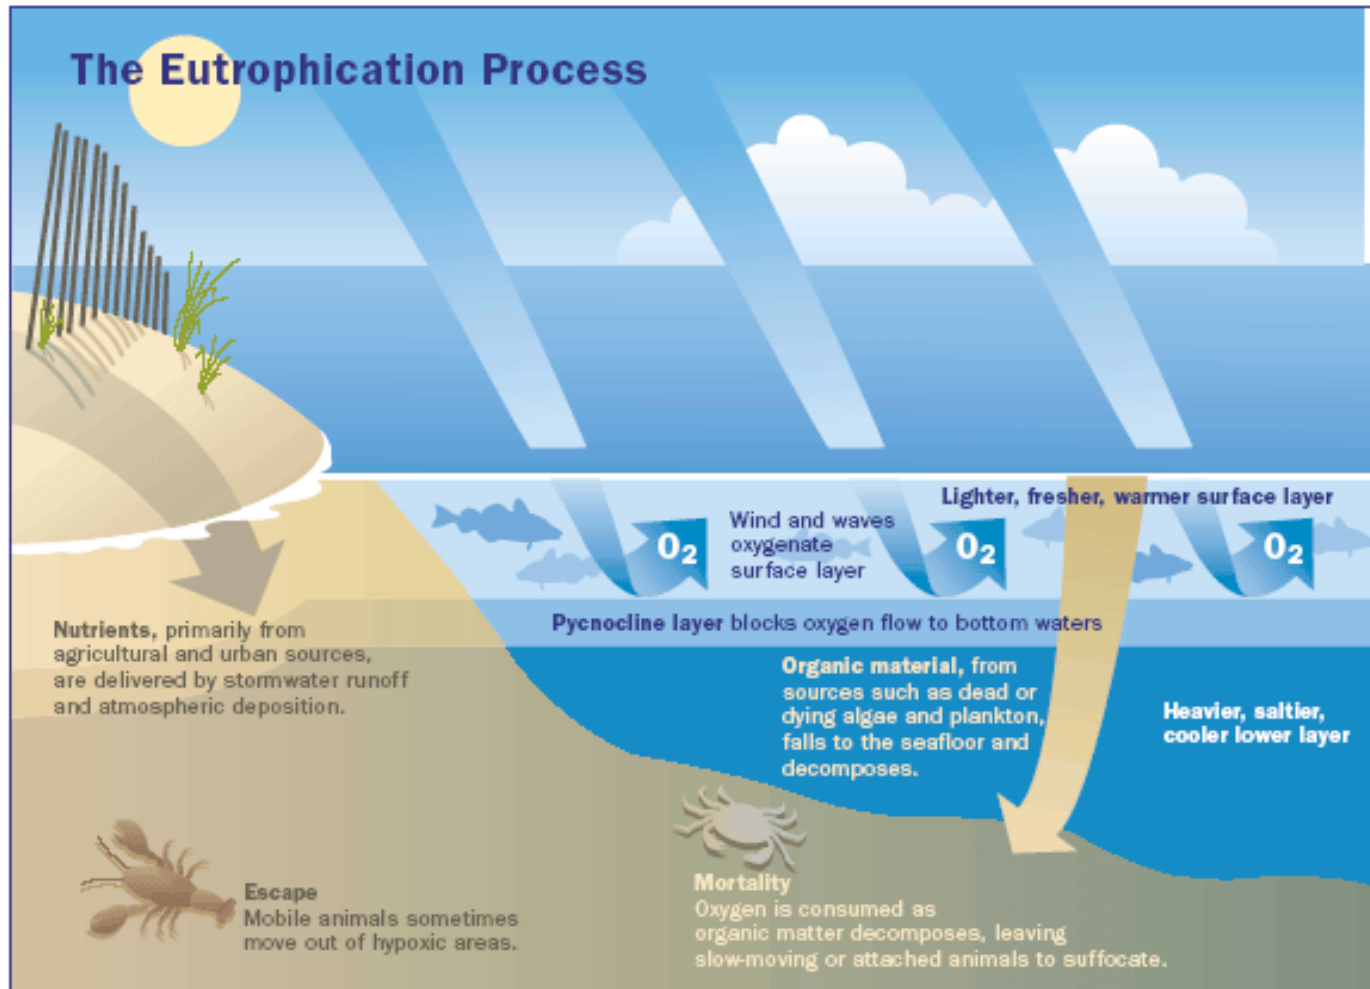 The Eutrophication Process
Lighter, fresher, warmer surface layer
Wind and waves
oxygenate
surface layer
O2
O2
O2
Pycnocline layer blocks oxygen flow to bottom waters
Nutrients, primarily from
agricultural and urban sources,
are delivered by stormwater runoff
and atmospheric deposition.
Organic material, from
sources such as dead or
dying algae and plankton,
falls to the seafloor and
decomposes.
Heavier, saltier,
cooler lower layer
Escape
Mobile animals sometimes
move out of hypoxic areas.
Mortality
Oxygen is consumed as
organic matter decomposes, leaving
slow-moving or attached animals to suffocate.